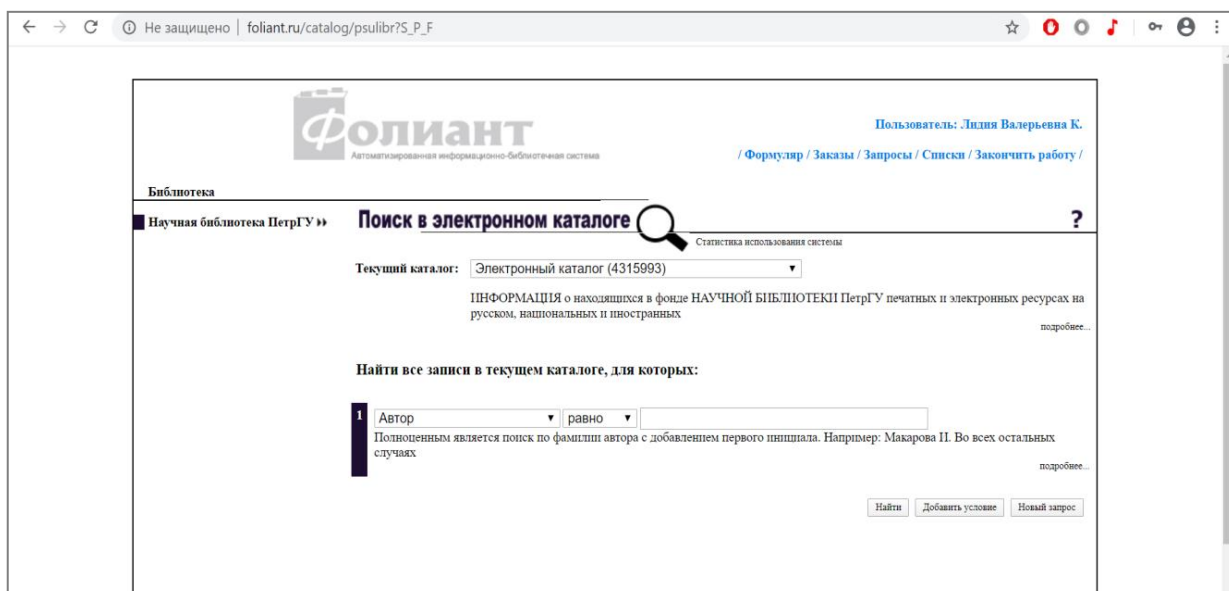 Не защищено | foliant.ru/catalog/psulibr?S_P_F
Фолиант
Автоматизированная информационно-библиотечная система
Пользователь: Лидия Валерьевна К.
/ Формуляр / Заказы / Запросы / Списки / Закончить работу /
Библиотека
Научная библиотека ПетрГУ
Поиск в электронном каталоге
?
Статистика использования системы
Текущий каталог: Электронный каталог (4315993)
ИНФОРМАЦИЯ о находящихся в фонде НАУЧНОЙ БИБЛИОТЕКИ ПетрГУ печатных и электронных ресурсах на
русском, национальных и иностранных
подробнее...
Найти все записи в текущем каталоге, для которых:
1 Автор равно
Полноценным является поиск по фамилии автора с добавлением первого инициала. Например: Макарова Н. Во всех остальных
случаях
подробнее...
Найти Добавить условие Новый запрос